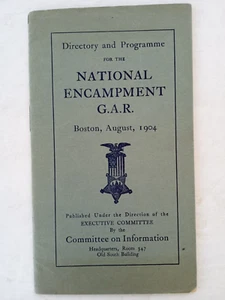 Directory and Programme
FOR THE
NATIONAL
ENCAMPMENT
G.A.R.
Boston, August, 1904
Published Under the Direction of the
EXECUTIVE COMMITTEE
By the
Committee on Information
Headquarters, Room 547
Old South Building